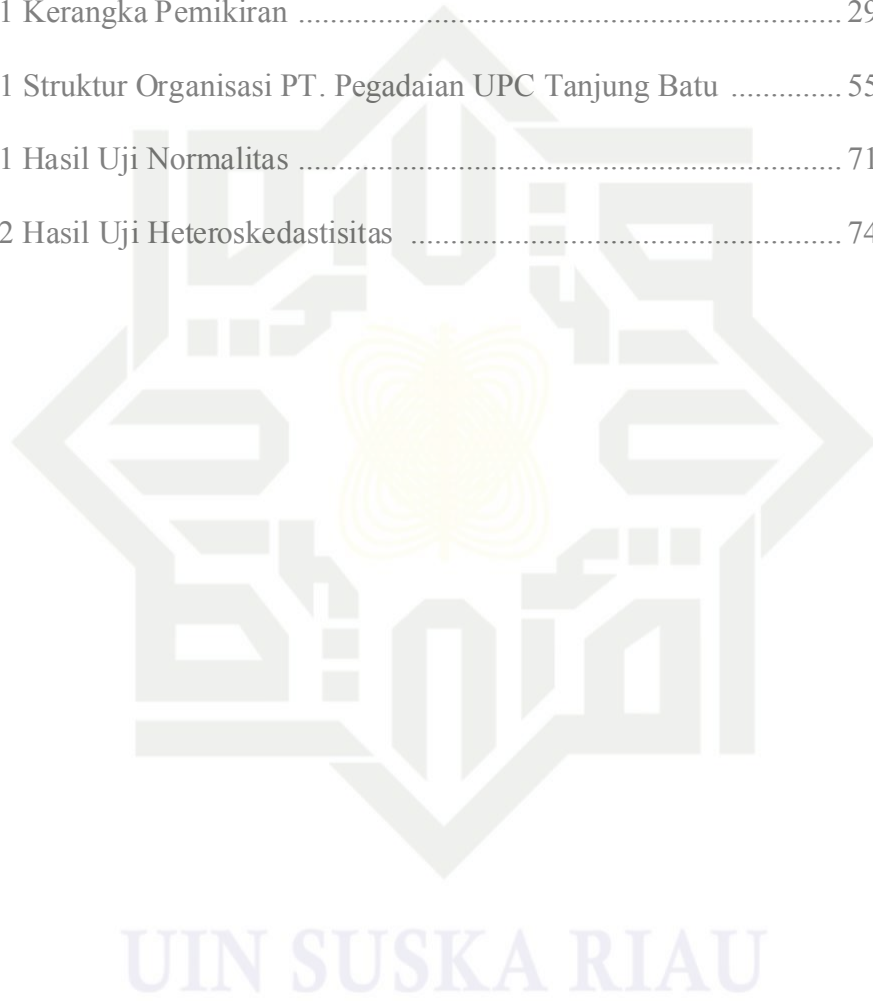 1 Kerangka Pemikiran ................................................................... 29
1 Struktur Organisasi PT. Pegadaian UPC Tanjung Batu .............. 55
1 Hasil Uji Normalitas ................................................................... 71
2 Hasil Uji Heteroskedastisitas ..................................................... 74
UIN SUSKA RIAU